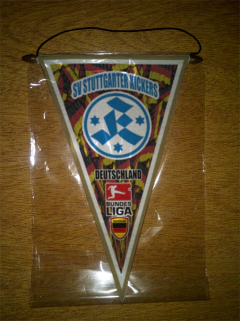 SV STUTTGARTER KICKERS
DEUTSCHLAND
BUNDES
LIGA